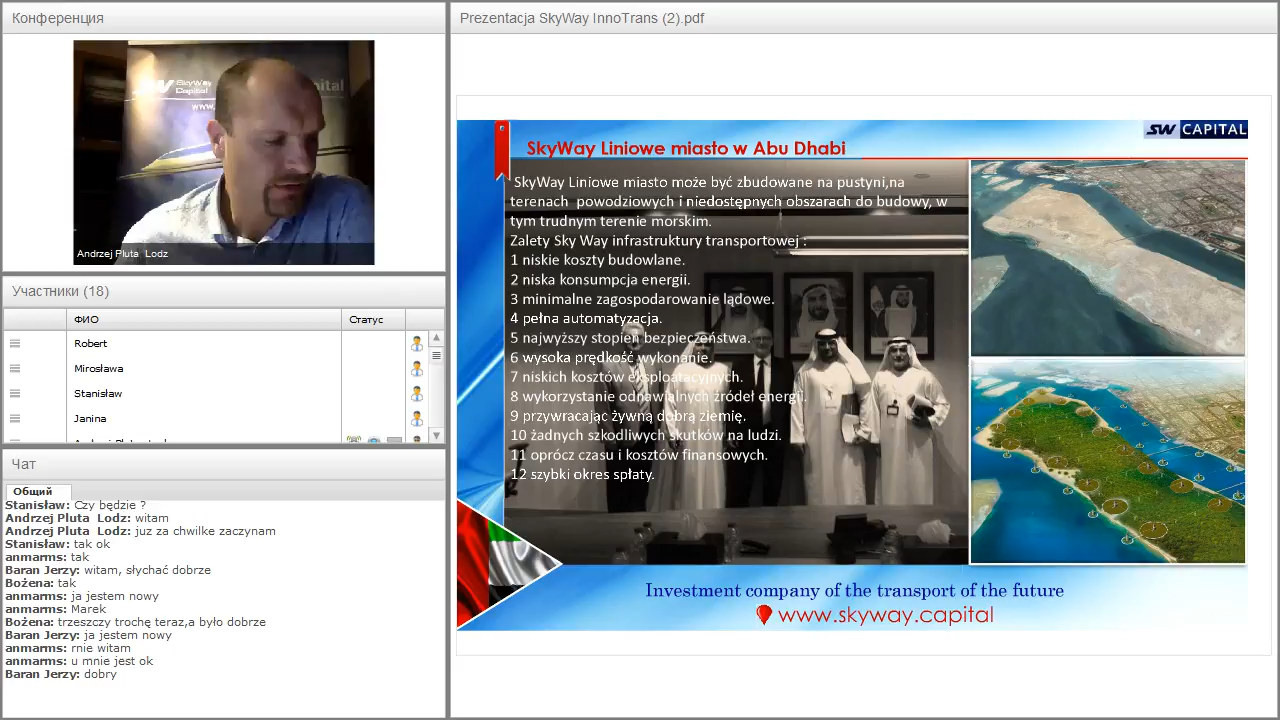 Конференция
SkyWay
Capital
www.
Andrzej Pluta Lodz
Участники (18)
ФИО
Статус
Robert
Mirosława
Stanisław
Janina
Чат
Общий
Stanisław: Czy będzie ?
Andrzej Pluta Lodz: witam
Andrzej Pluta Lodz: juz za chwilke zaczynam
Stanisław: tak ok
anmarms: tak
Baran Jerzy: witam, słychać dobrze
Bożena: tak
anmarms: ja jestem nowy
anmarms: Marek
Bożena: trzeszczy trochę teraz,a było dobrze
Baran Jerzy: ja jestem nowy
anmarms: rnie witam
anmarms: u mnie jest ok
Baran Jerzy: dobry
Prezentacja SkyWay InnoTrans (2).pdf
SW CAPITAL
SkyWay Liniowe miasto w Abu Dhabi
SkyWay Liniowe miasto może być zbudowane na pustyni,na
terenach powodziowych i niedostępnych obszarach do budowy, w
tym trudnym terenie morskim.
Zalety Sky Way infrastruktury transportowej :
1 niskie koszty budowlane.
2 niska konsumpcja energii.
3 minimalne zagospodarowanie lądowe.
4 pełna automatyzacja.
5 najwyższy stopień bezpieczeństwa.
6 wysoka prędkość wykonanie.
7 niskich kosztów eksploatacyjnych.
8 wykorzystanie odnawialnych źródeł energii.
9 przywracając żywną dobrą ziemię.
10 żadnych szkodliwych skutków na ludzi.
11 oprócz czasu i kosztów finansowych.
12 szybki okres spłaty.
Investment company of the transport of the future
www.skyway.capital